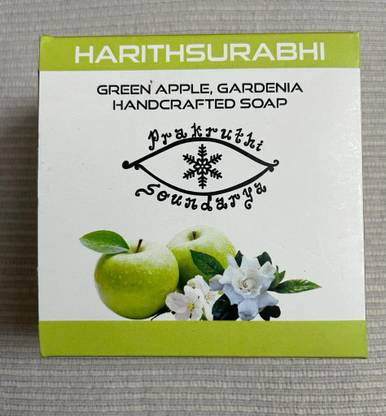 HARITHSURABHI
GREEN APPLE, GARDENIA
HANDCRAFTED SOAP
Prakruthi
Soundarya